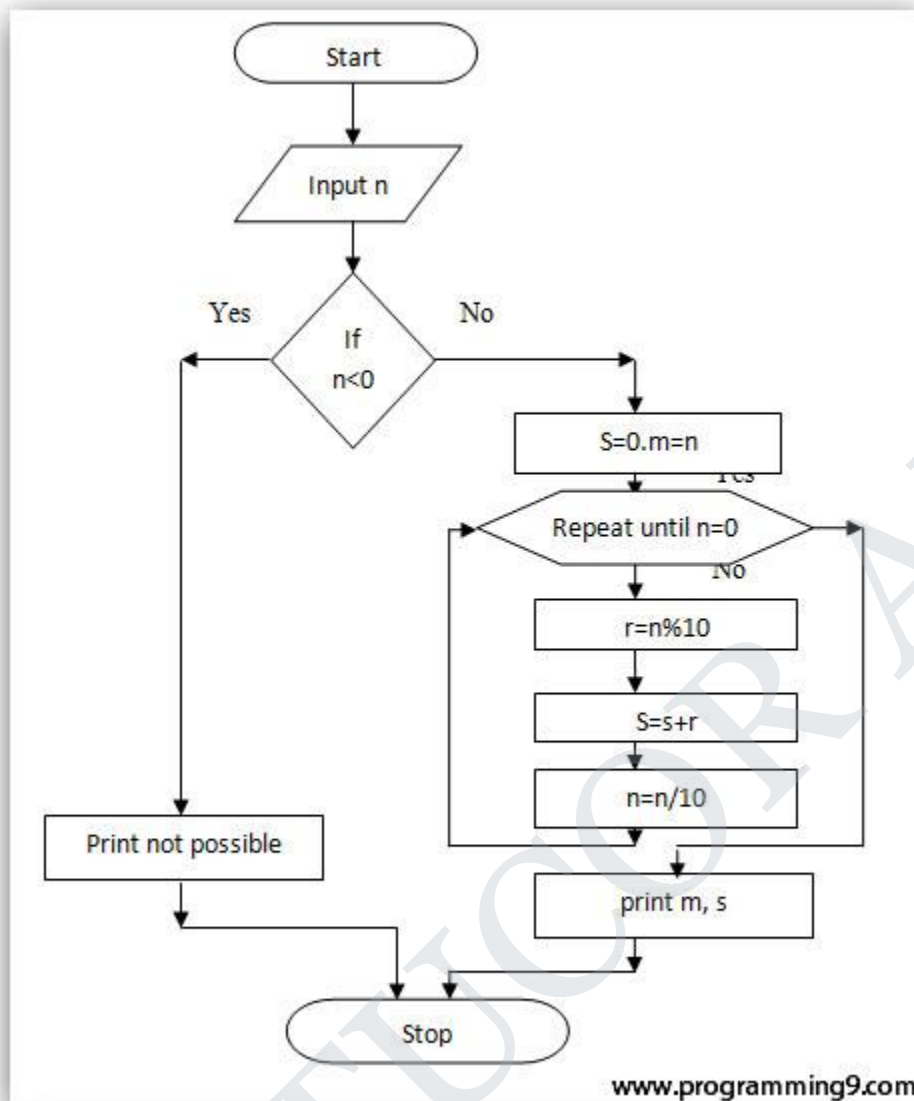 Start
Input n
Yes
No
If
n<0
S=0.m=n
Yes
Repeat until n=0
No
r=n%10
S=s+r
n=n/10
Print not possible
print m, s
Stop
www.programming9.com